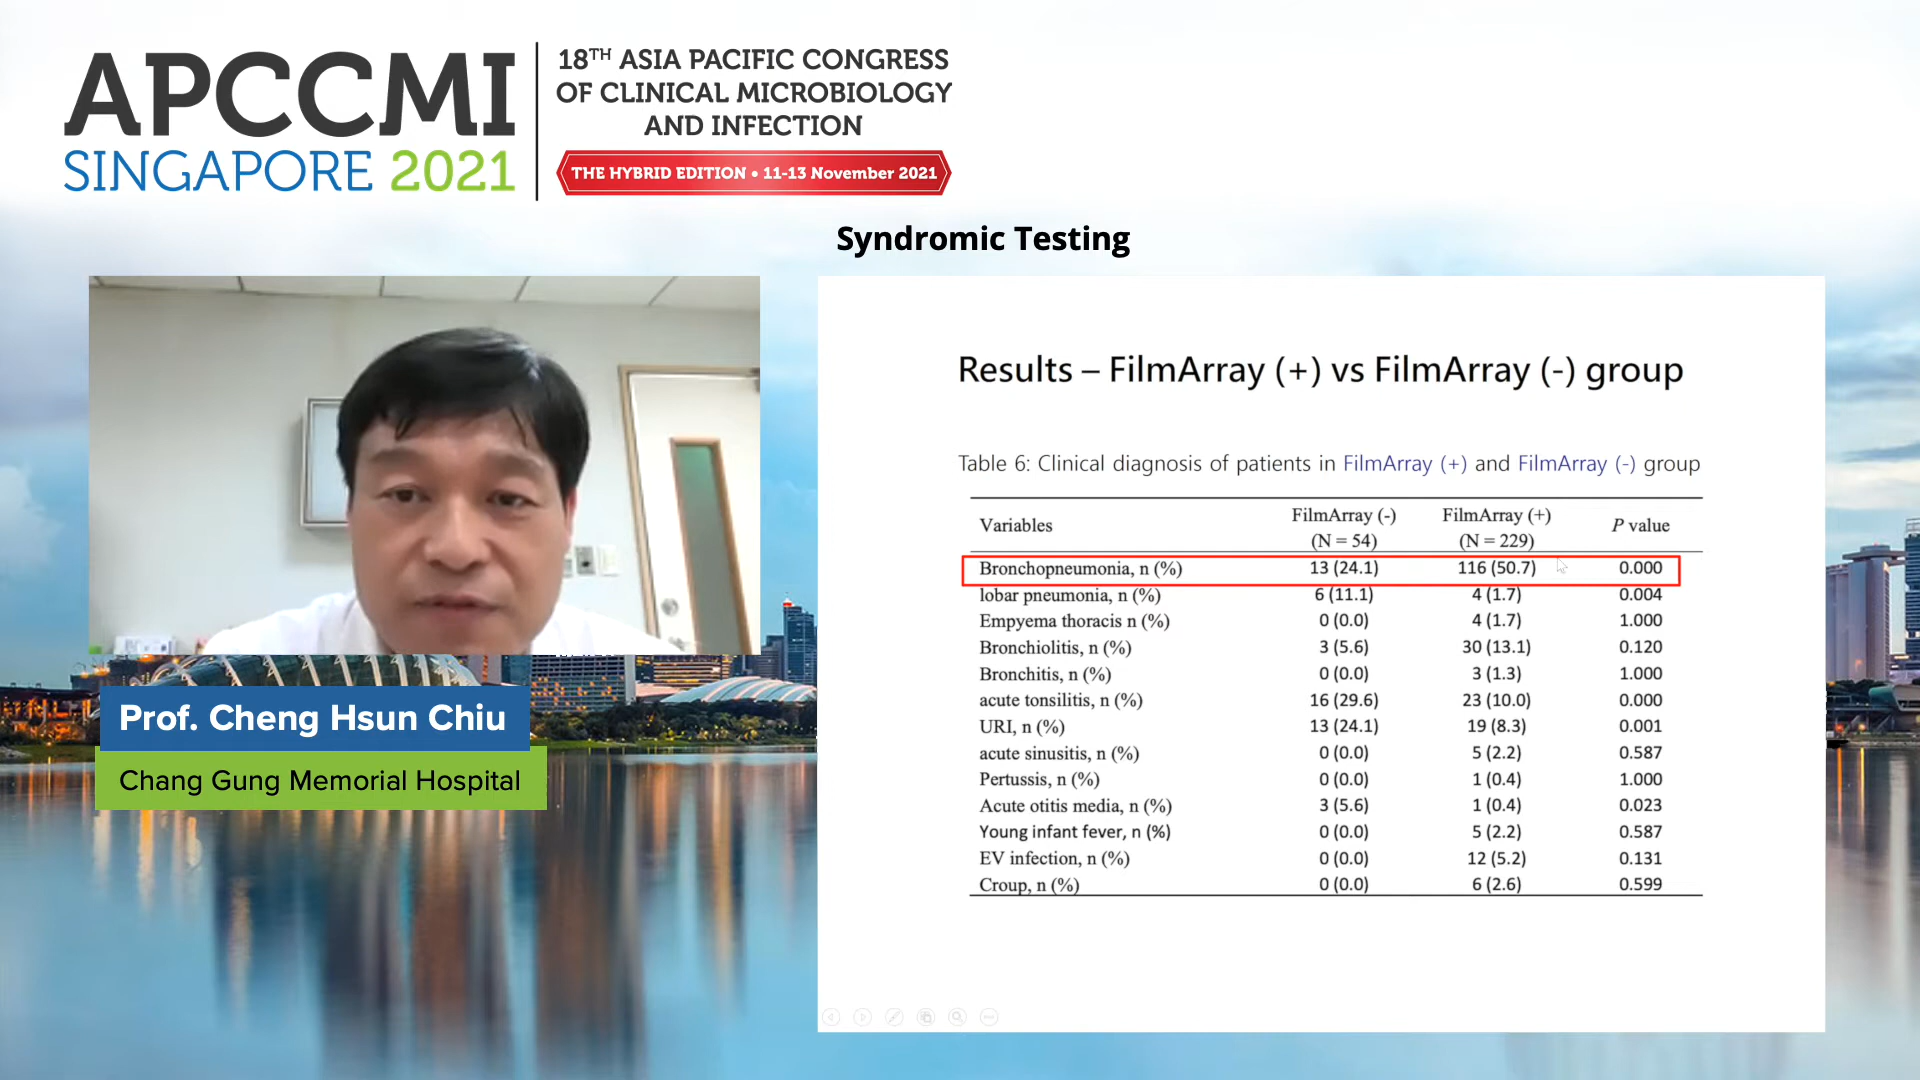 APCCMI
SINGAPORE 2021
18TH ASIA PACIFIC CONGRESS
OF CLINICAL MICROBIOLOGY
AND INFECTION
THE HYBRID EDITION • 11-13 November 2021
Syndromic Testing
Prof. Cheng Hsun Chiu
Chang Gung Memorial Hospital
Results – FilmArray (+) vs FilmArray (-) group
Table 6: Clinical diagnosis of patients in FilmArray (+) and FilmArray (-) group
Variables FilmArray (-) (N = 54) FilmArray (+) (N = 229) P value
Bronchopneumonia, n (%) 13 (24.1) 116 (50.7) 0.000
lobar pneumonia, n (%) 6 (11.1) 4 (1.7) 0.004
Empyema thoracis n (%) 0 (0.0) 4 (1.7) 1.000
Bronchiolitis, n (%) 3 (5.6) 30 (13.1) 0.120
Bronchitis, n (%) 0 (0.0) 3 (1.3) 1.000
acute tonsilitis, n (%) 16 (29.6) 23 (10.0) 0.000
URI, n (%) 13 (24.1) 19 (8.3) 0.001
acute sinusitis, n (%) 0 (0.0) 5 (2.2) 0.587
Pertussis, n (%) 0 (0.0) 1 (0.4) 1.000
Acute otitis media, n (%) 3 (5.6) 1 (0.4) 0.023
Young infant fever, n (%) 0 (0.0) 5 (2.2) 0.587
EV infection, n (%) 0 (0.0) 12 (5.2) 0.131
Croup, n (%) 0 (0.0) 6 (2.6) 0.599